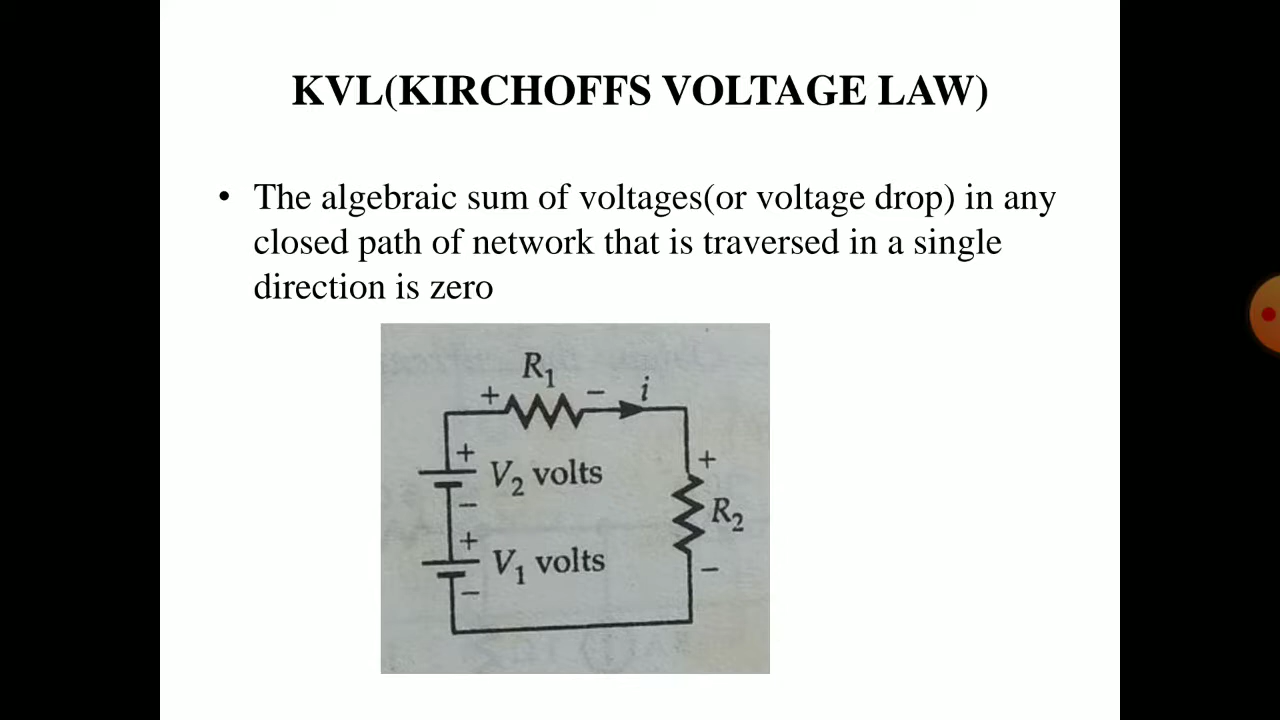 KVL(KIRCHOFFS VOLTAGE LAW)
• The algebraic sum of voltages(or voltage drop) in any
closed path of network that is traversed in a single
direction is zero
R₁
+ − i
+
V₂ volts
+
−
R₂
+
V₁ volts
−
−